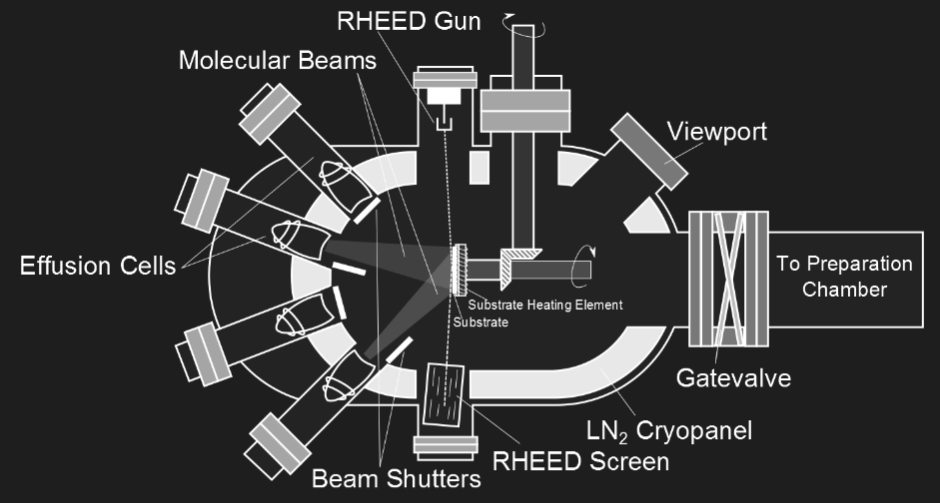 RHEED Gun
Molecular Beams
Viewport
Effusion Cells
To Preparation
Chamber
Substrate Heating Element
Substrate
Gatevalve
LN₂ Cryopanel
RHEED Screen
Beam Shutters